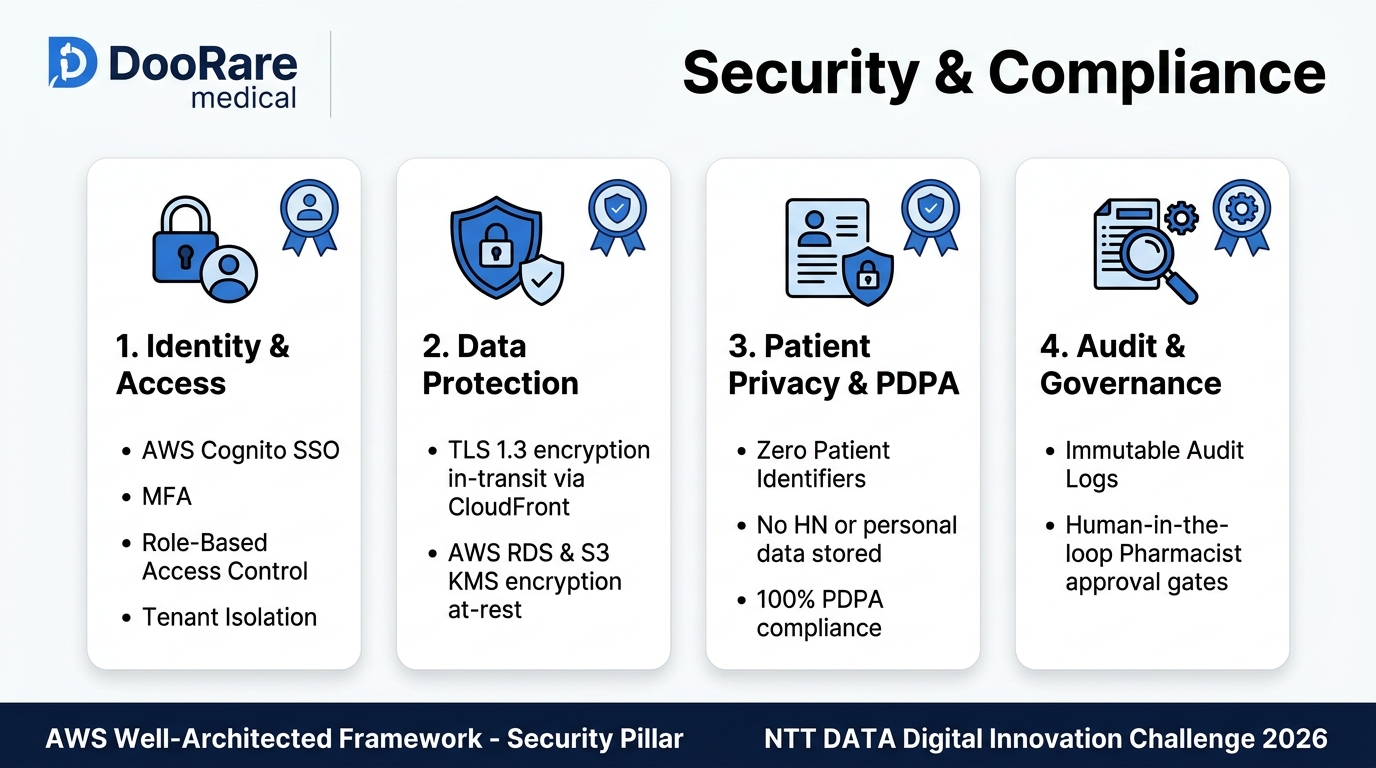 DooRare
medical
Security & Compliance
1. Identity &
Access
• AWS Cognito SSO
• MFA
• Role-Based
Access Control
• Tenant Isolation
2. Data
Protection
• TLS 1.3 encryption
in-transit via
CloudFront
• AWS RDS & S3
KMS encryption
at-rest
3. Patient
Privacy & PDPA
• Zero Patient
Identifiers
• No HN or personal
data stored
• 100% PDPA
compliance
4. Audit &
Governance
• Immutable Audit
Logs
• Human-in-the-
loop Pharmacist
approval gates
AWS Well-Architected Framework - Security Pillar
NTT DATA Digital Innovation Challenge 2026